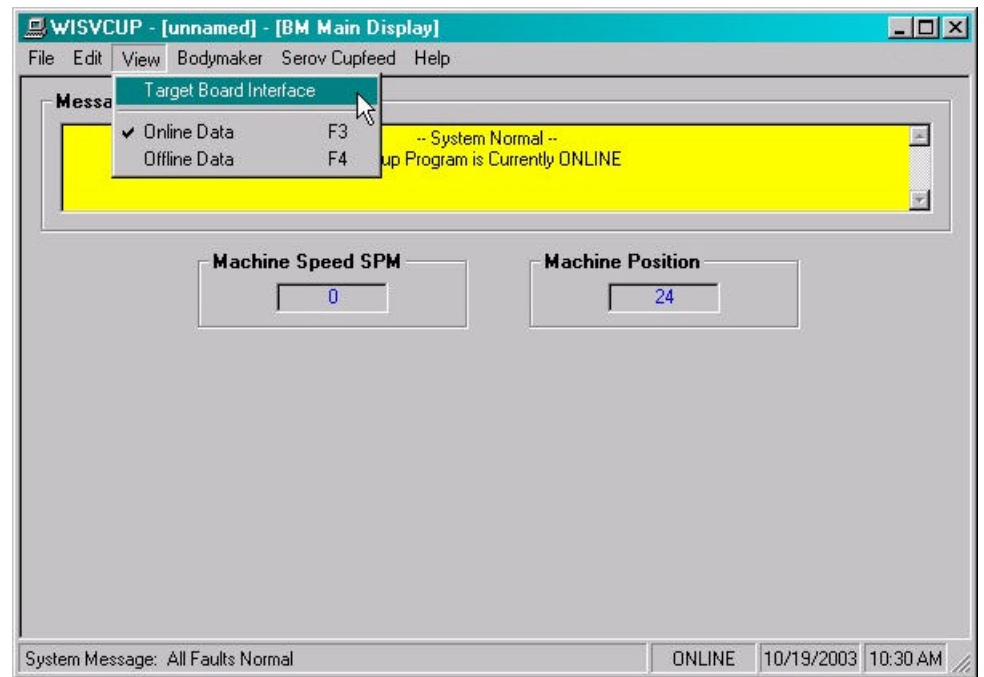 WISVCUP - [unnamed] - [BM Main Display]
File Edit View Bodymaker Serov Cupfeed Help
Target Board Interface
✔ Online Data F3
Offline Data F4
Messa
-- System Normal --
up Program is Currently ONLINE
Machine Speed SPM
0
Machine Position
24
System Message: All Faults Normal
ONLINE
10/19/2003
10:30 AM